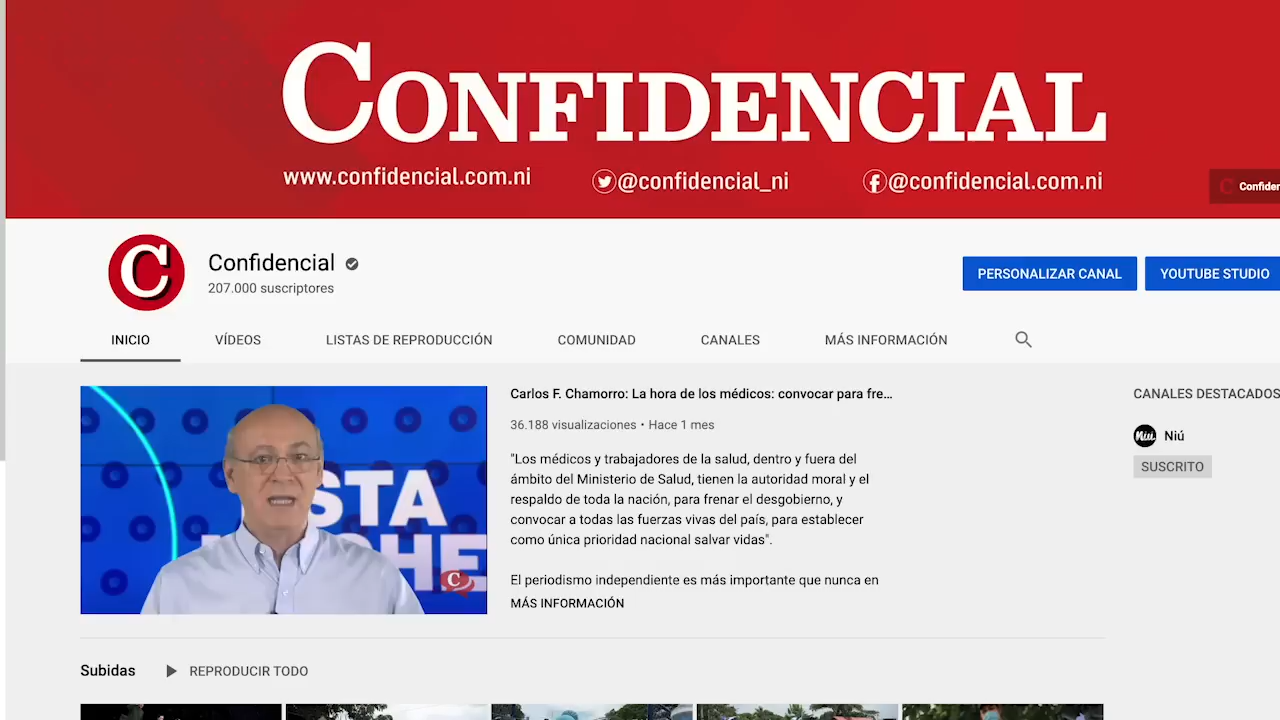 CONFIDENCIAL
www.confidencial.com.ni
@confidencial_ni
@confidencial.com.ni
C
Confidencial
207.000 suscriptores
PERSONALIZAR CANAL
YOUTUBE STUDIO
INICIO
VÍDEOS
LISTAS DE REPRODUCCIÓN
COMUNIDAD
CANALES
MÁS INFORMACIÓN
Carlos F. Chamorro: La hora de los médicos: convocar para fre...
36.188 visualizaciones • Hace 1 mes
"Los médicos y trabajadores de la salud, dentro y fuera del
ámbito del Ministerio de Salud, tienen la autoridad moral y el
respaldo de toda la nación, para frenar el desgobierno, y
convocar a todas las fuerzas vivas del país, para establecer
como única prioridad nacional salvar vidas".
El periodismo independiente es más importante que nunca en
MÁS INFORMACIÓN
CANALES DESTACADOS
Niú
Niú
SUSCRITO
C
Subidas
REPRODUCIR TODO